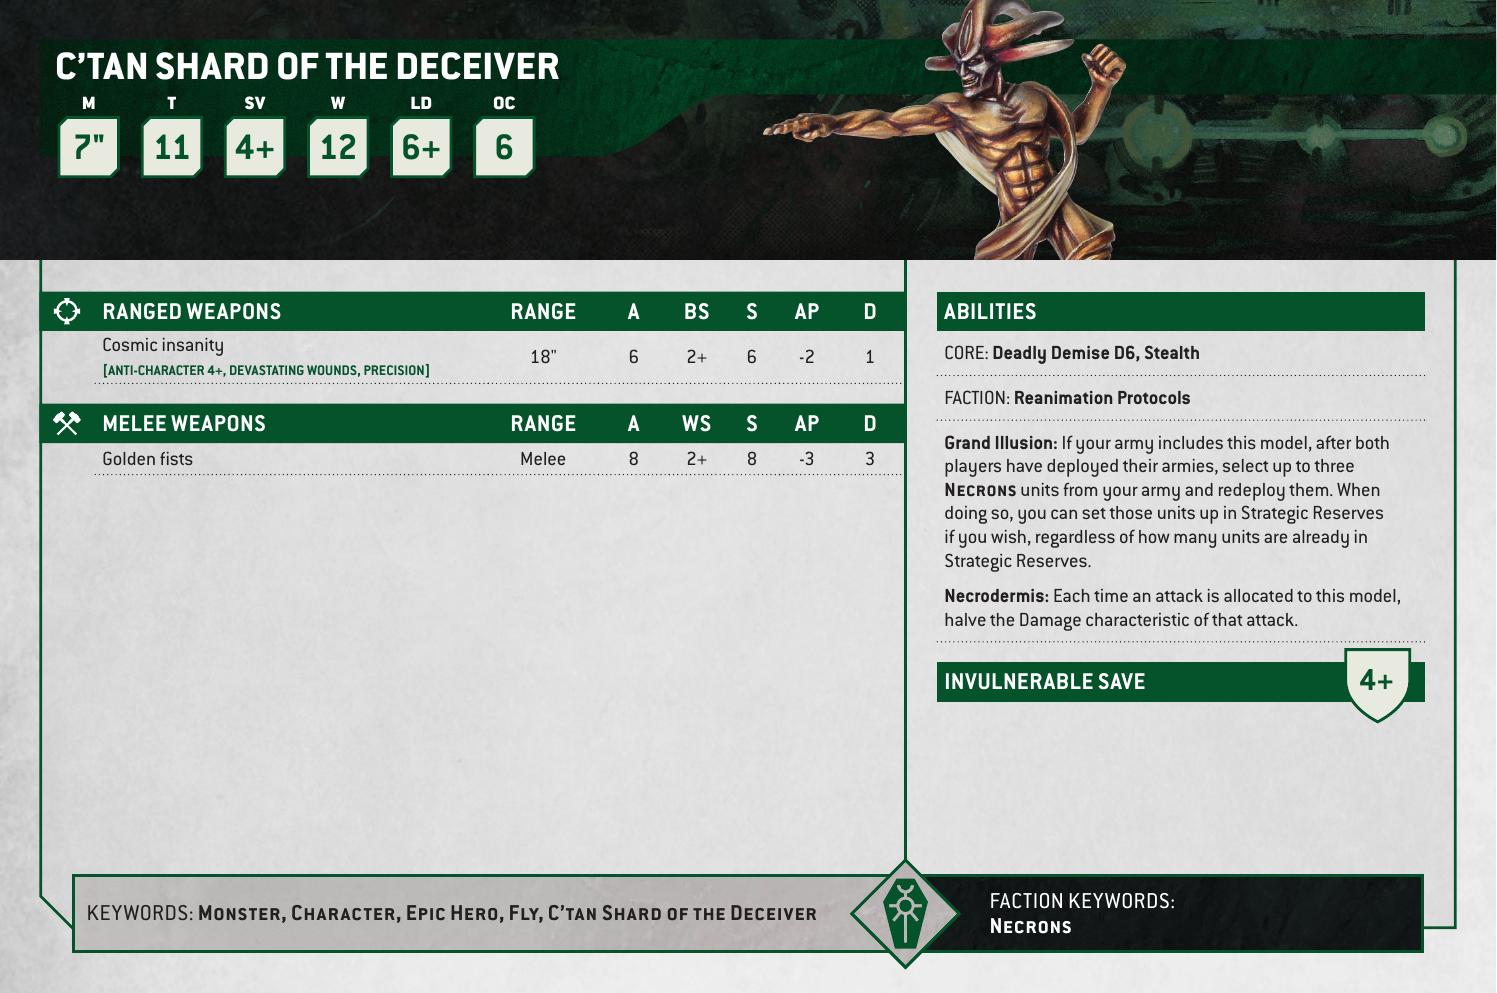 C'TAN SHARD OF THE DECEIVER
M T SV W LD OC
7" 11 4+ 12 6+ 6
RANGED WEAPONS RANGE A BS S AP D
Cosmic insanity 18" 6 2+ 6 -2 1
[ANTI-CHARACTER 4+, DEVASTATING WOUNDS, PRECISION]
MELEE WEAPONS RANGE A WS S AP D
Golden fists Melee 8 2+ 8 -3 3
ABILITIES
CORE: Deadly Demise D6, Stealth
FACTION: Reanimation Protocols
Grand Illusion: If your army includes this model, after both
players have deployed their armies, select up to three
NECRONS units from your army and redeploy them. When
doing so, you can set those units up in Strategic Reserves
if you wish, regardless of how many units are already in
Strategic Reserves.
Necrodermis: Each time an attack is allocated to this model,
halve the Damage characteristic of that attack.
INVULNERABLE SAVE 4+
KEYWORDS: MONSTER, CHARACTER, EPIC HERO, FLY, C'TAN SHARD OF THE DECEIVER
FACTION KEYWORDS:
NECRONS